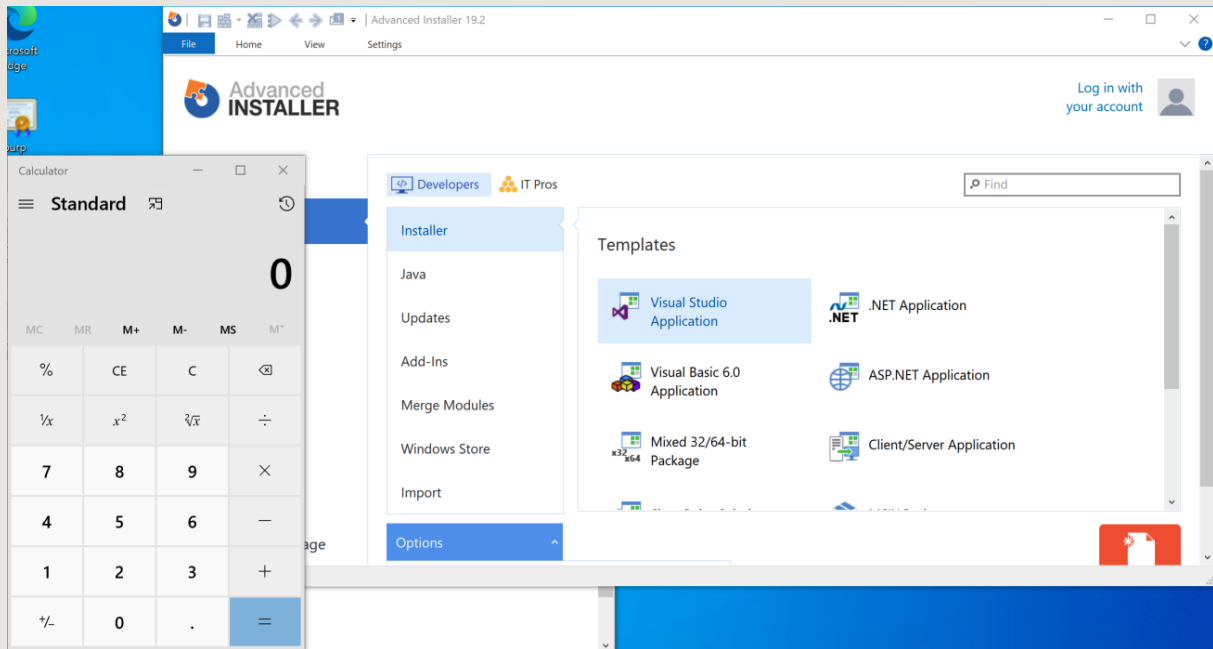 Advanced Installer 19.2
File Home View Settings
?
Advanced
INSTALLER
Log in with
your account
Developers
IT Pros
Find
Installer
Java
Updates
Add-Ins
Merge Modules
Windows Store
Import
Options
Templates
Visual Studio
Application
.NET
.NET Application
Visual Basic 6.0
Application
ASP.NET Application
x32
x64
Mixed 32/64-bit
Package
Client/Server Application
age
rosoft
dge
burp
Calculator
Standard
0
MC MR M+ M- MS M˅
% CE C
¹/x x² ²√x ÷
7 8 9 ×
4 5 6 −
1 2 3 +
+/− 0 . =